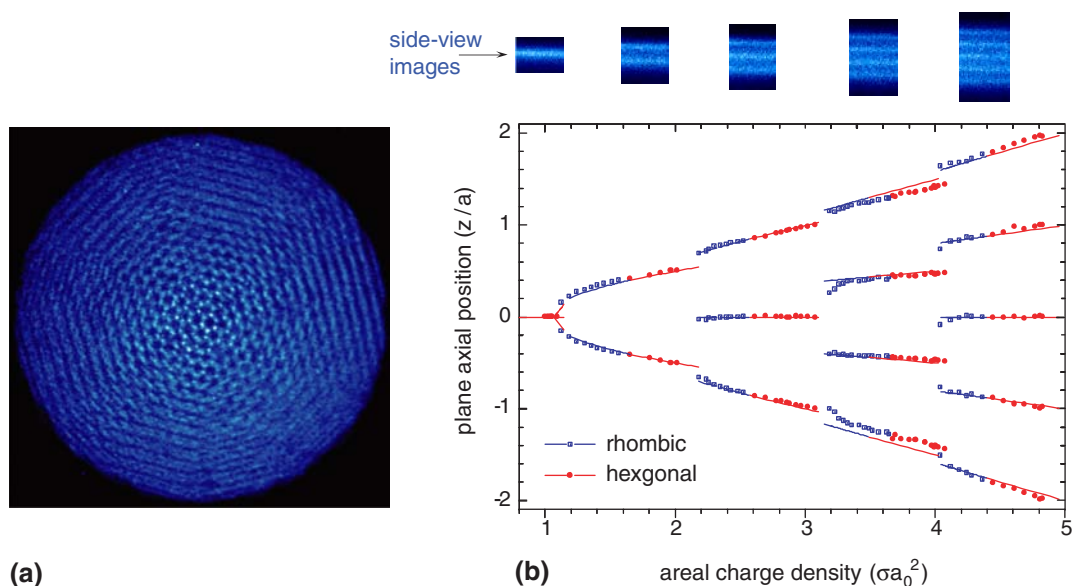 side-view
images
2
1
0
-1
-2
plane axial position (z/a)
rhombic
hexgonal
1 2 3 4 5
(a)
(b)
areal charge density (σa₀²)